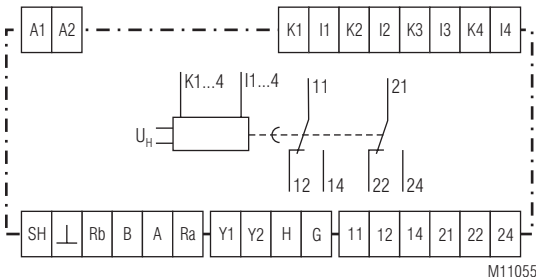 A1 A2 K1 I1 K2 I2 K3 I3 K4 I4
K1...4 I1...4 11 21
UH
12 14 22 24
SH ⊥ Rb B A Ra Y1 Y2 H G 11 12 14 21 22 24
M11055